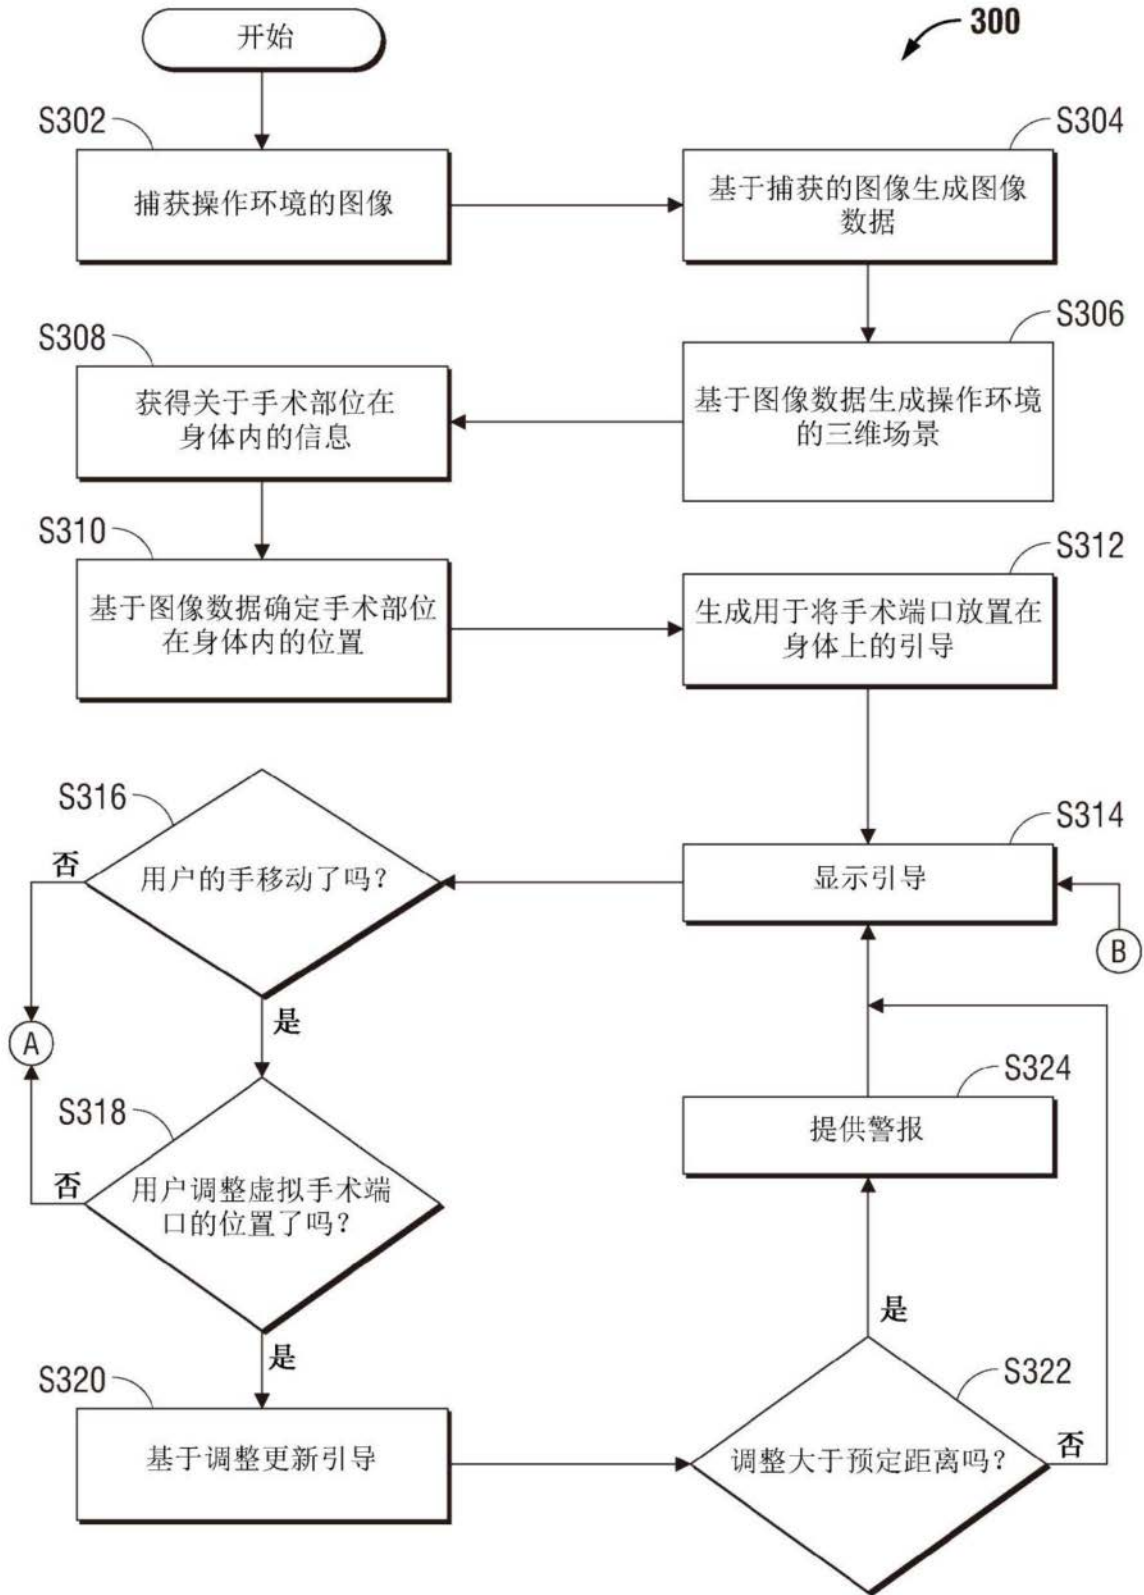 开始
300
S302
捕获操作环境的图像
S304
基于捕获的图像生成图像
数据
S306
基于图像数据生成操作环境
的三维场景
S308
获得关于手术部位在
身体内的信息
S310
基于图像数据确定手术部位
在身体内的位置
S312
生成用于将手术端口放置在
身体上的引导
S314
显示引导
B
S316
用户的手移动了吗?
否
是
A
S318
用户调整虚拟手术端
口的位置了吗?
否
是
S320
基于调整更新引导
S322
调整大于预定距离吗?
是
否
S324
提供警报